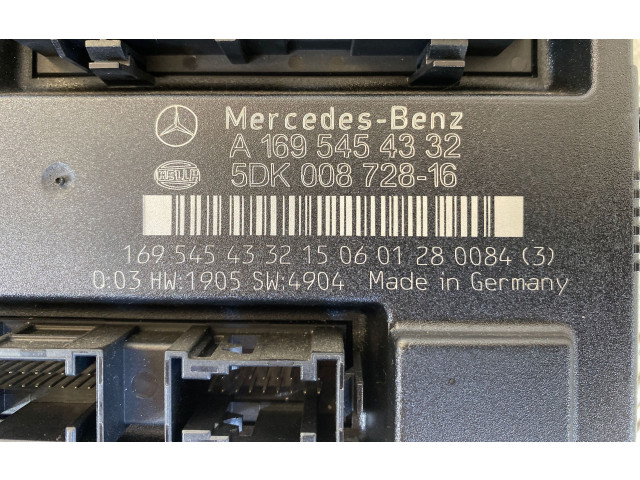 Mercedes-Benz
A 169 545 43 32
HELLA
5DK 008 728-16
169 545 43 32 15 06 01 28 0084 (3)
0:03 HW:1905 SW:4904 Made in Germany